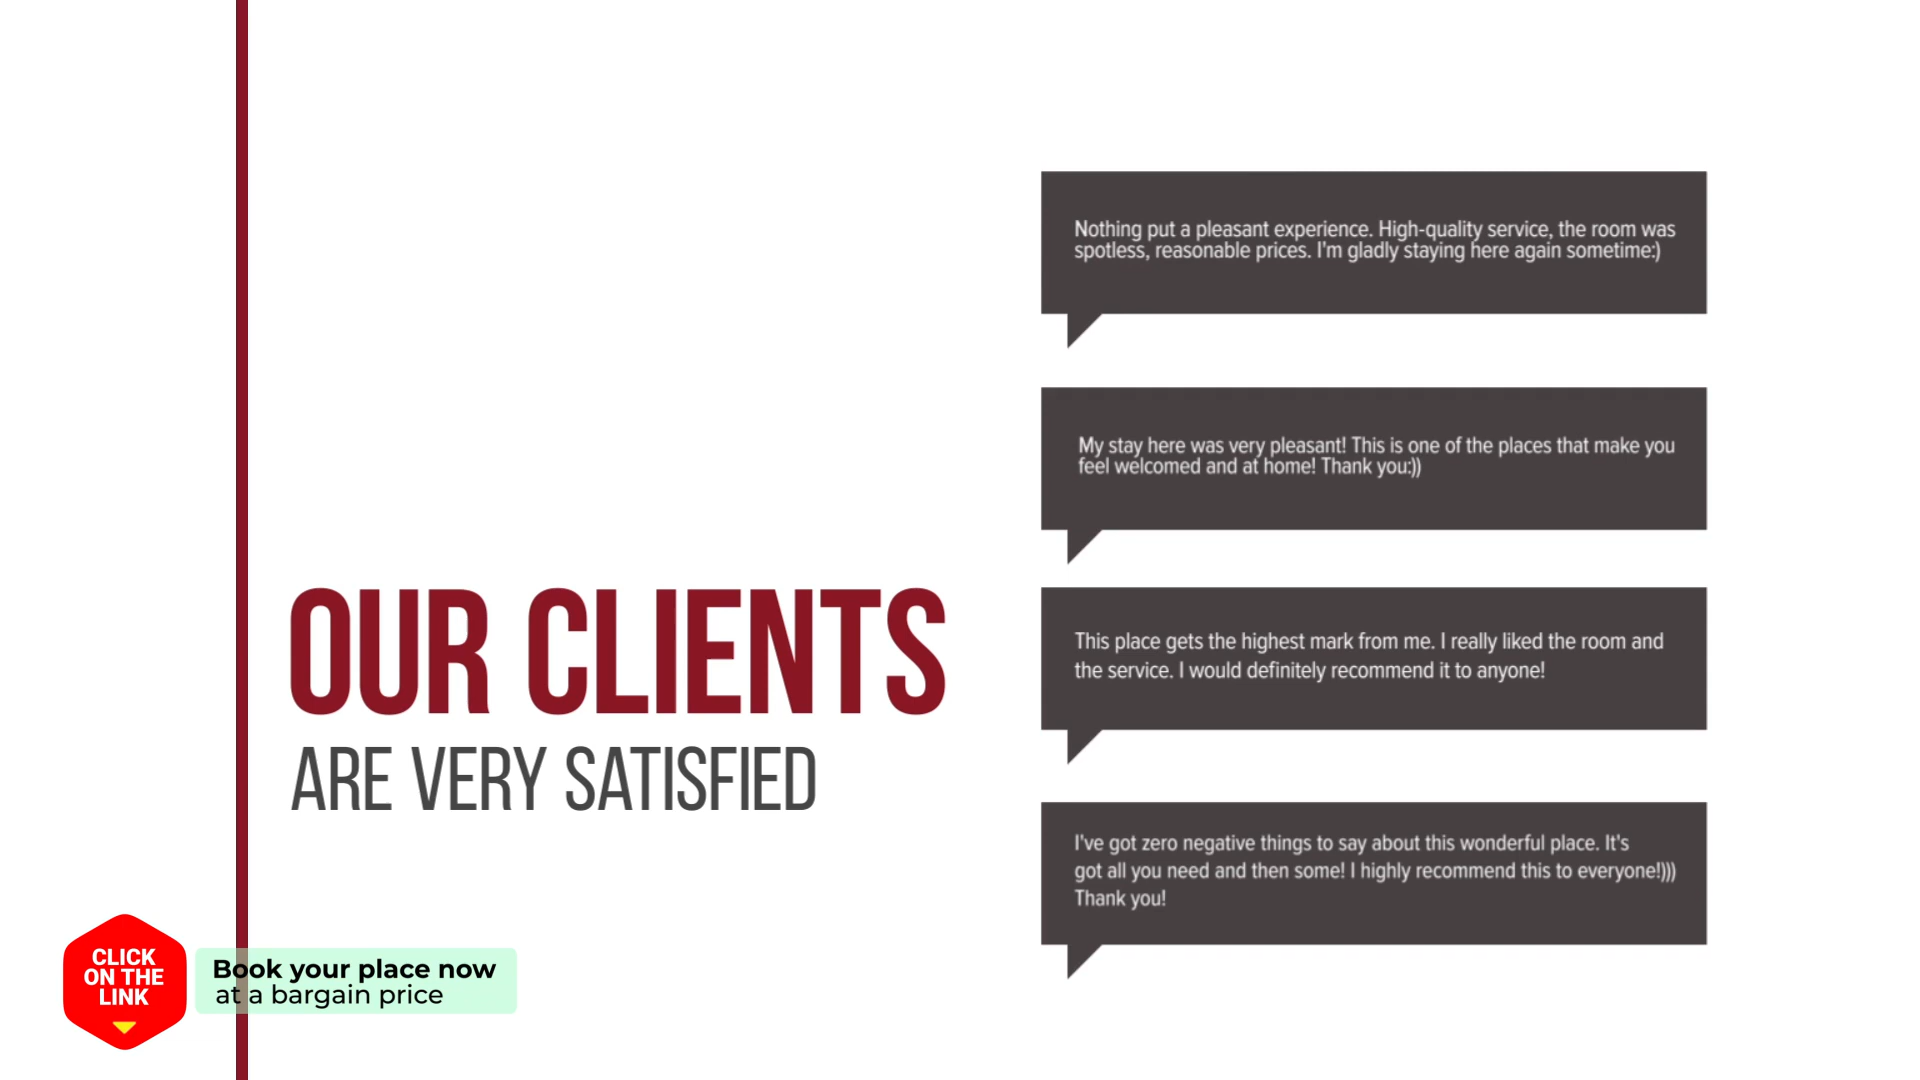 Nothing put a pleasant experience. High-quality service, the room was
spotless, reasonable prices. I'm gladly staying here again sometime:)
My stay here was very pleasant! This is one of the places that make you
feel welcomed and at home! Thank you:))
OUR CLIENTS
ARE VERY SATISFIED
This place gets the highest mark from me. I really liked the room and
the service. I would definitely recommend it to anyone!
I've got zero negative things to say about this wonderful place. It's
got all you need and then some! I highly recommend this to everyone!)))
Thank you!
CLICK
ON THE
LINK
Book your place now
at a bargain price